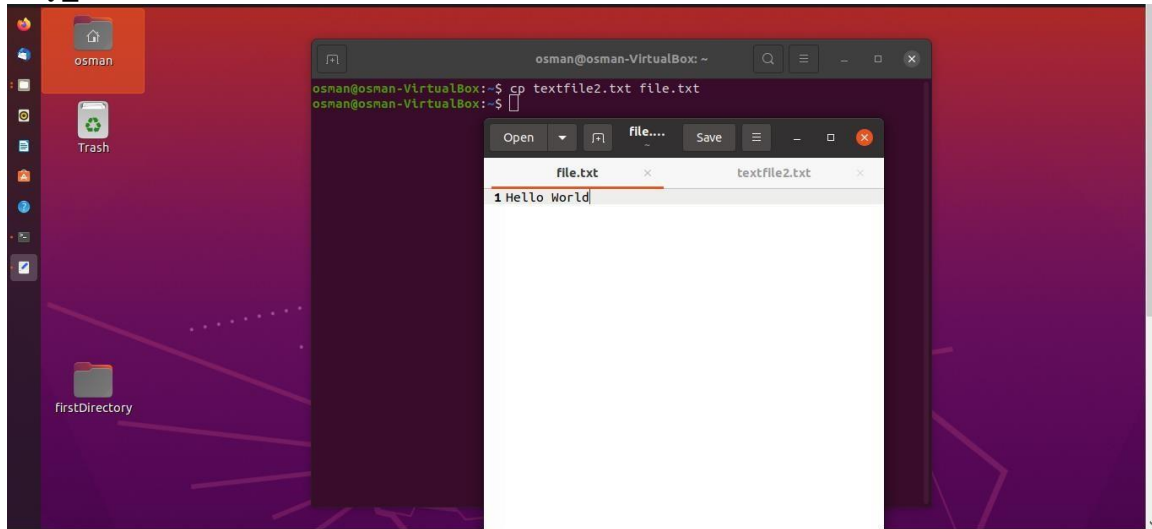 osman
Trash
firstDirectory
osman@osman-VirtualBox: ~
osman@osman-VirtualBox:~$ cp textfile2.txt file.txt
osman@osman-VirtualBox:~$
Open
file....
~
Save
file.txt
textfile2.txt
1 Hello World